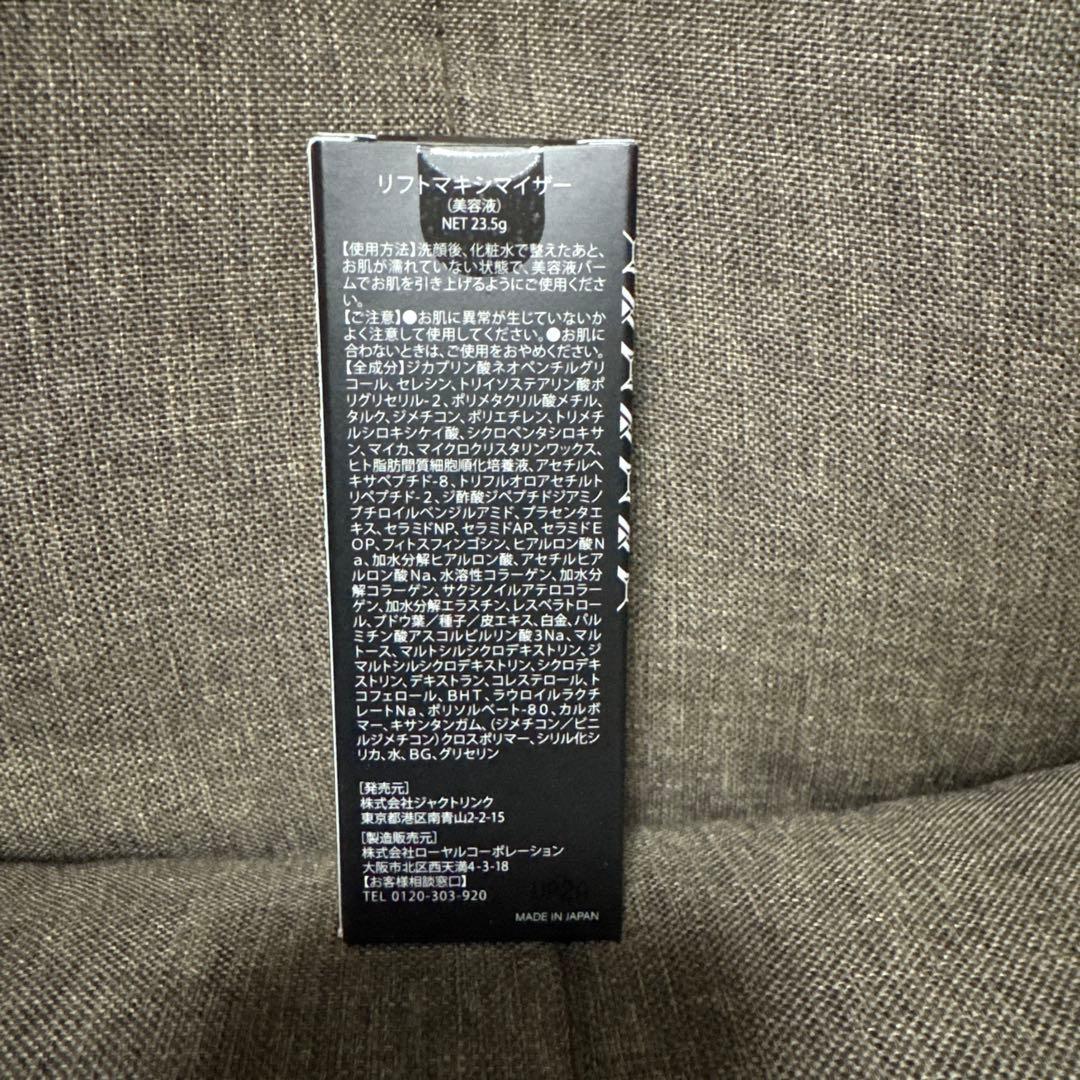 リフトマキシマイザー
(美容液)
NET 23.5g
【使用方法】洗顔後、化粧水で整えたあと、
お肌が濡れていない状態で、美容液バー
ムでお肌を引き上げるようにご使用くださ
い。
【ご注意】●お肌に異常が生じていないか
よく注意して使用してください。●お肌に
合わないときは、ご使用をおやめください。
【全成分】ジカプリン酸ネオペンチルグリ
コール、セレシン、トリイソステアリン酸ポ
リグリセリル-2、ポリメタクリル酸メチル、
タルク、ジメチコン、ポリエチレン、トリメチ
ルシロキシケイ酸、シクロペンタシロキサ
ン、マイカ、マイクロクリスタリンワックス、
ヒト脂肪間質細胞順化培養液、アセチルヘ
キサペプチド-8、トリフルオロアセチルト
リペプチド-2、ジ酢酸ジペプチドジアミノ
ブチロイルベンジルアミド、プラセンタエ
キス、セラミドNP、セラミドAP、セラミドE
OP、フィトスフィンゴシン、ヒアルロン酸N
a、加水分解ヒアルロン酸、アセチルヒア
ルロン酸Na、水溶性コラーゲン、加水分
解コラーゲン、サクシノイルアテロコラー
ゲン、加水分解エラスチン、レスベラトロー
ル、ブドウ葉/種子/皮エキス、白金、パル
ミチン酸アスコルビルリン酸3Na、マル
トース、マルトシルシクロデキストリン、ジ
マルトシルシクロデキストリン、シクロデキ
ストリン、デキストラン、コレステロール、ト
コフェロール、BHT、ラウロイルラクチ
レートNa、ポリソルベート-80、カルボ
マー、キサンタンガム、(ジメチコン/ビニ
ルジメチコン)クロスポリマー、シリル化シ
リカ、水、BG、グリセリン
[発売元]
株式会社ジャクトリンク
東京都港区南青山2-2-15
[製造販売元]
株式会社ローヤルコーポレーション
大阪市北区西天満4-3-18
【お客様相談窓口】
TEL 0120-303-920
MADE IN JAPAN